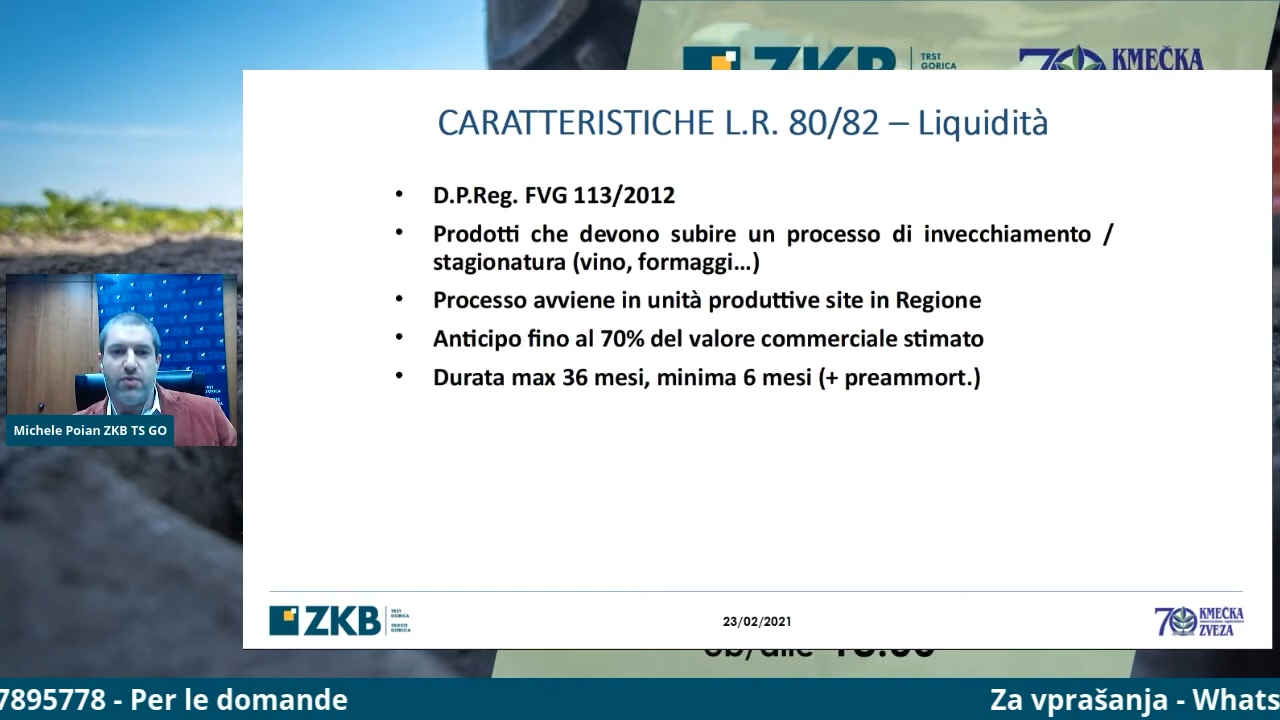 ZKB
TRST
GORICA
70 KMEČKA
CARATTERISTICHE L.R. 80/82 – Liquidità
• D.P.Reg. FVG 113/2012
• Prodotti che devono subire un processo di invecchiamento /
stagionatura (vino, formaggi...)
• Processo avviene in unità produttive site in Regione
• Anticipo fino al 70% del valore commerciale stimato
• Durata max 36 mesi, minima 6 mesi (+ preammort.)
Michele Poian ZKB TS GO
ZKB
TRST
GORICA
TRIESTE
GORIZIA
23/02/2021
70 KMEČKA
ZVEZA
ob/alle
7895778 - Per le domande
Za vprašanja - Whats